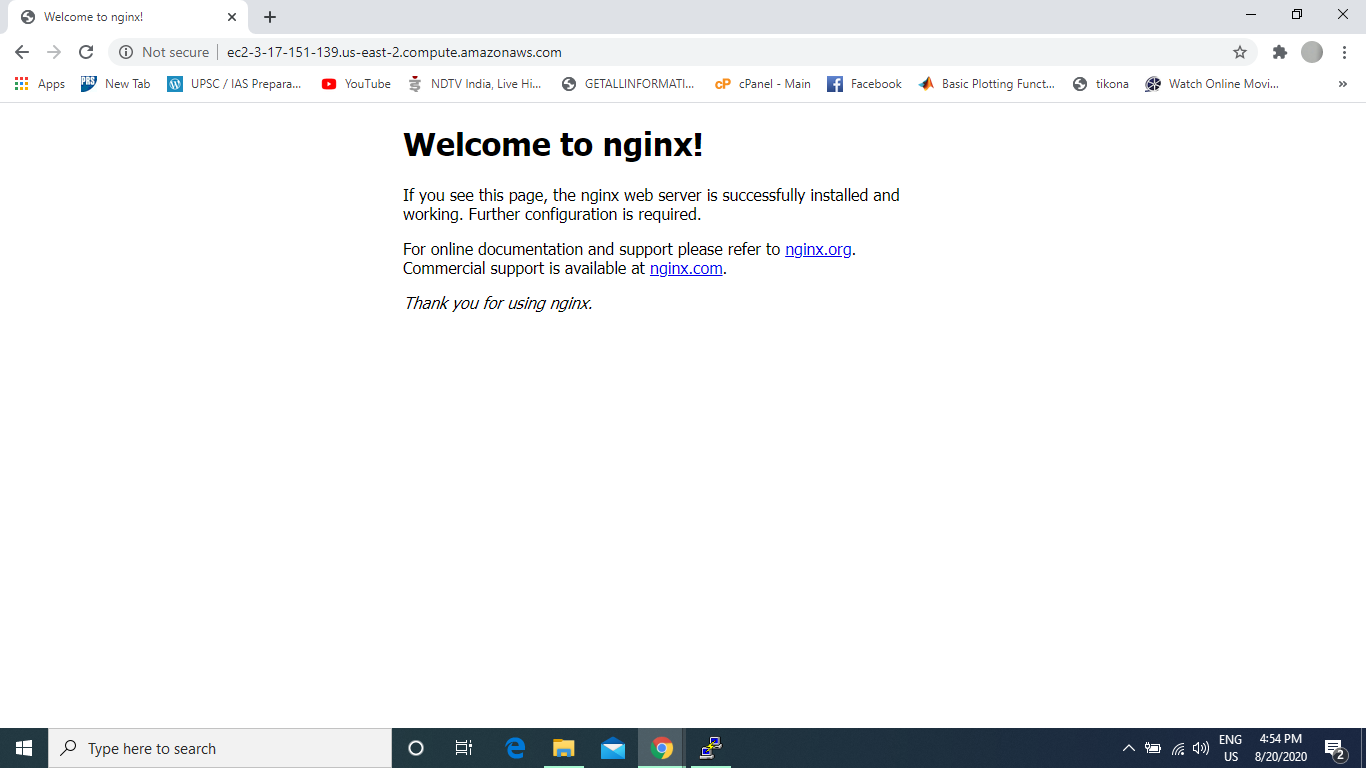 Welcome to nginx!
Not secure ec2-3-17-151-139.us-east-2.compute.amazonaws.com
Apps PBS New Tab UPSC / IAS Prepara... YouTube NDTV India, Live Hi... GETALLINFORMATI... cP cPanel - Main Facebook Basic Plotting Funct... tikona Watch Online Movi... »
Welcome to nginx!
If you see this page, the nginx web server is successfully installed and
working. Further configuration is required.
For online documentation and support please refer to nginx.org.
Commercial support is available at nginx.com.
Thank you for using nginx.
Type here to search
ENG
US
4:54 PM
8/20/2020
2